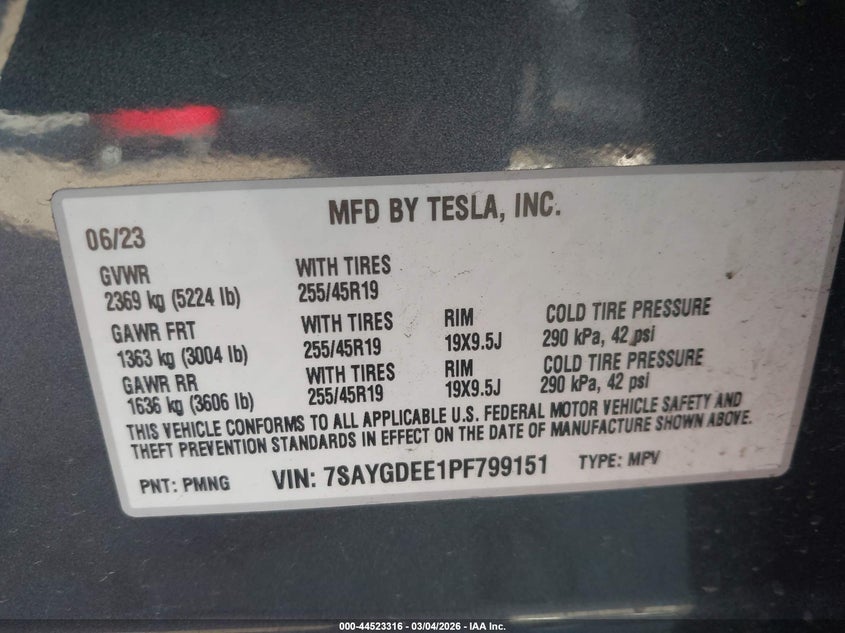 MFD BY TESLA, INC.
06/23
GVWR WITH TIRES
2369 kg (5224 lb) 255/45R19
GAWR FRT WITH TIRES RIM COLD TIRE PRESSURE
1363 kg (3004 lb) 255/45R19 19X9.5J 290 kPa, 42 psi
GAWR RR WITH TIRES RIM COLD TIRE PRESSURE
1636 kg (3606 lb) 255/45R19 19X9.5J 290 kPa, 42 psi
THIS VEHICLE CONFORMS TO ALL APPLICABLE U.S. FEDERAL MOTOR VEHICLE SAFETY AND
THEFT PREVENTION STANDARDS IN EFFECT ON THE DATE OF MANUFACTURE SHOWN ABOVE.
PNT: PMNG VIN: 7SAYGDEE1PF799151 TYPE: MPV
000-44523316 - 03/04/2026 - IAA Inc.